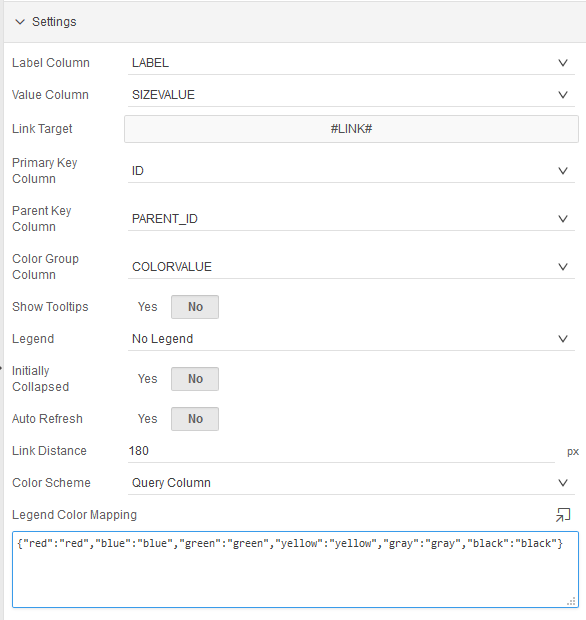 Settings
Label Column LABEL
Value Column SIZEVALUE
Link Target #LINK#
Primary Key
Column ID
Parent Key
Column PARENT_ID
Color Group
Column COLORVALUE
Show Tooltips Yes No
Legend No Legend
Initially
Collapsed Yes No
Auto Refresh Yes No
Link Distance 180 px
Color Scheme Query Column
Legend Color Mapping
{"red":"red","blue":"blue","green":"green","yellow":"yellow","gray":"gray","black":"black"}